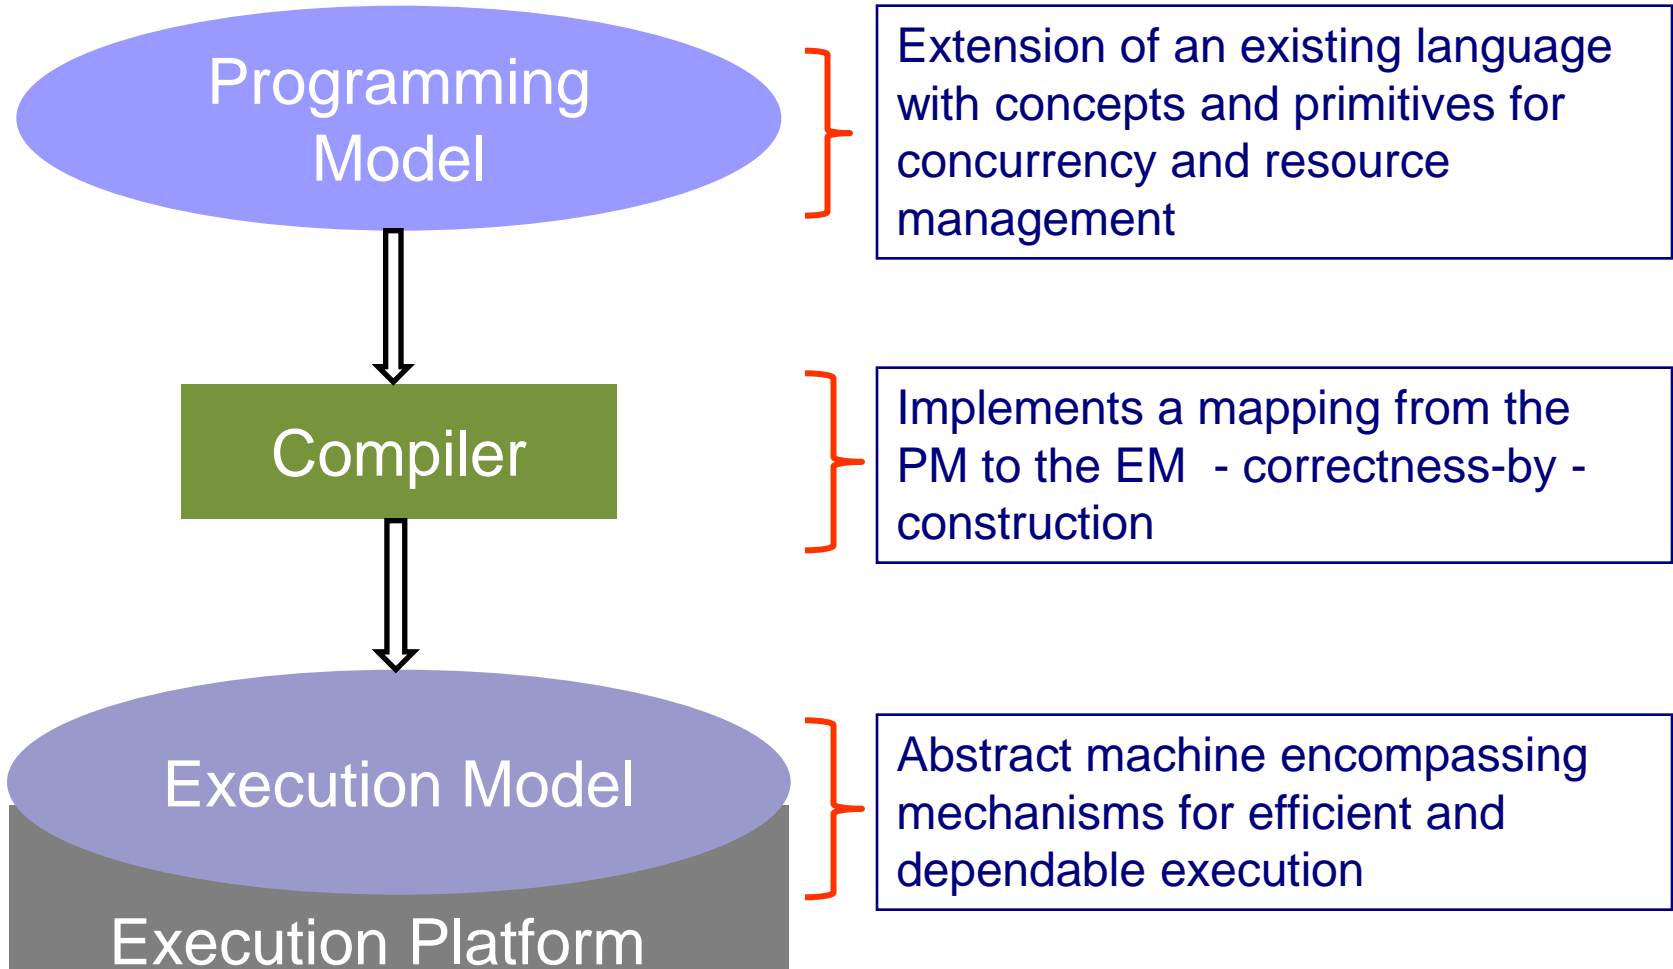 Programming
Model
Extension of an existing language
with concepts and primitives for
concurrency and resource
management
Compiler
Implements a mapping from the
PM to the EM  - correctness-by -
construction
Execution Model
Abstract machine encompassing
mechanisms for efficient and
dependable execution
Execution Platform